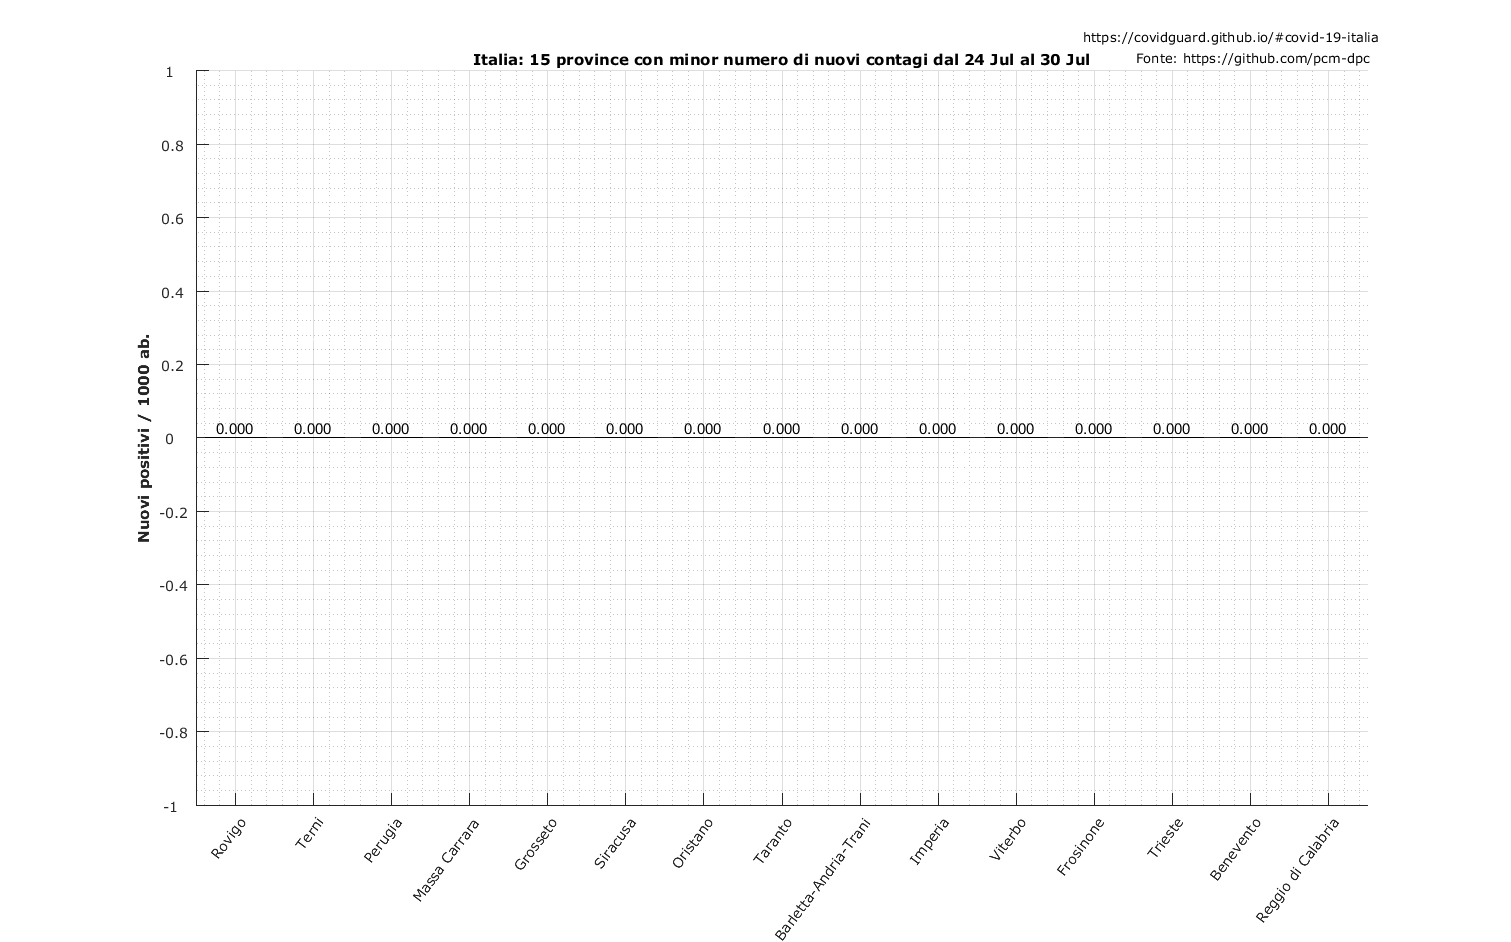 https://covidguard.github.io/#covid-19-italia
Italia: 15 province con minor numero di nuovi contagi dal 24 Jul al 30 Jul
Fonte: https://github.com/pcm-dpc
Nuovi positivi / 1000 ab.
1
0.8
0.6
0.4
0.2
0
-0.2
-0.4
-0.6
-0.8
-1
0.000 0.000 0.000 0.000 0.000 0.000 0.000 0.000 0.000 0.000 0.000 0.000 0.000 0.000 0.000
Rovigo
Terni
Perugia
Massa Carrara
Grosseto
Siracusa
Oristano
Taranto
Barletta-Andria-Trani
Imperia
Viterbo
Frosinone
Trieste
Benevento
Reggio di Calabria